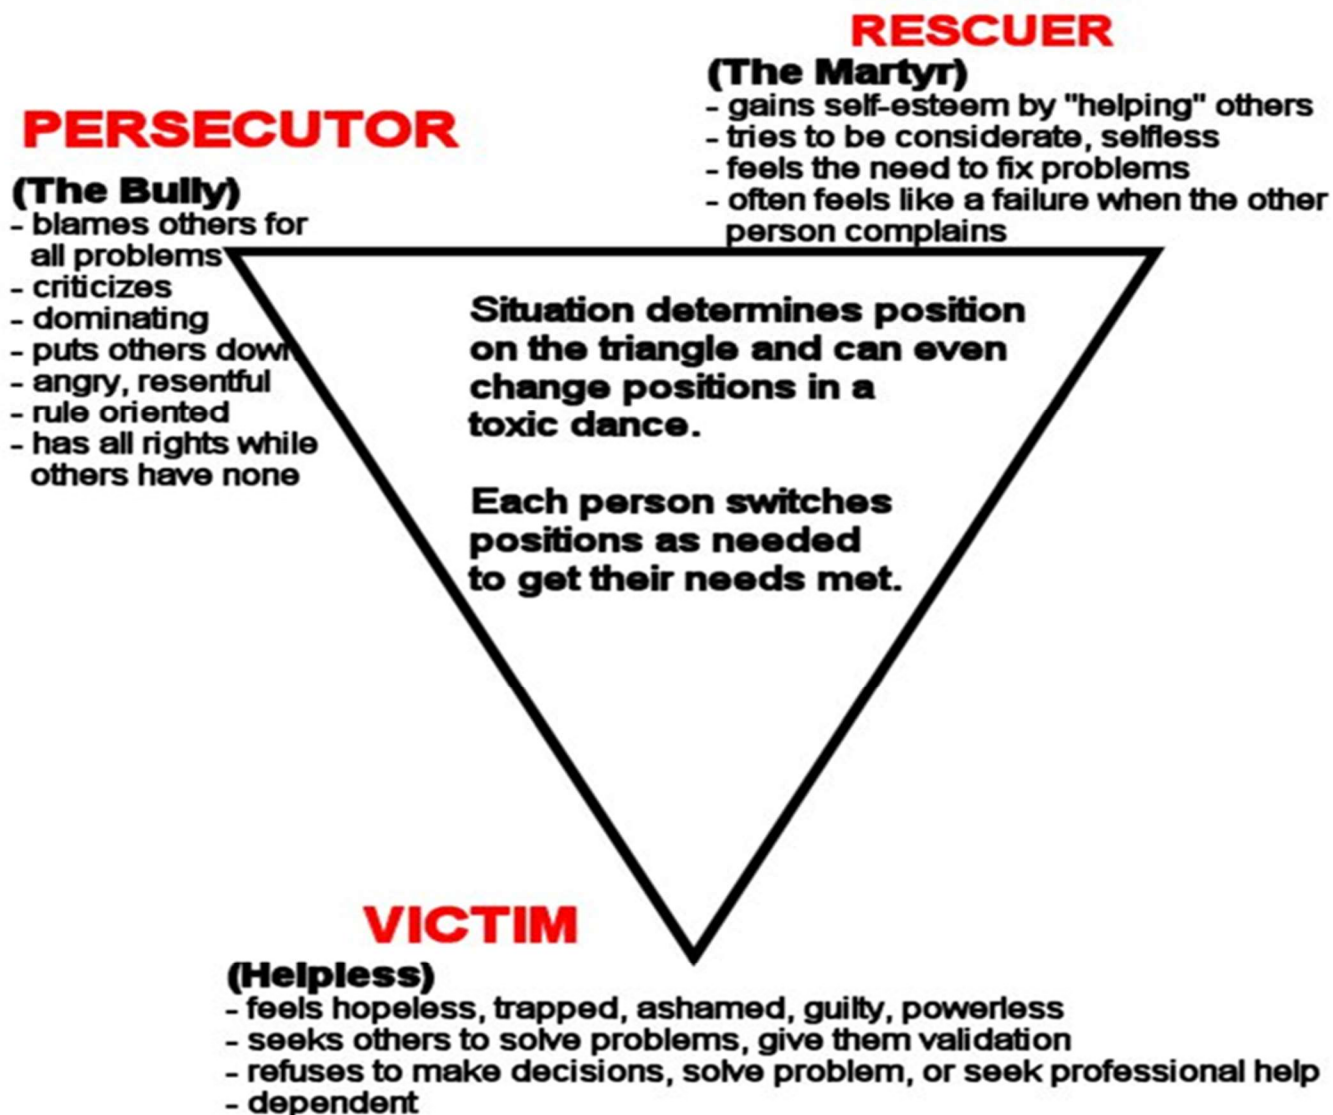 RESCUER
(The Martyr)
- gains self-esteem by "helping" others
- tries to be considerate, selfless
- feels the need to fix problems
- often feels like a failure when the other
person complains
PERSECUTOR
(The Bully)
- blames others for
all problems
- criticizes
- dominating
- puts others down
- angry, resentful
- rule oriented
- has all rights while
others have none
Situation determines position
on the triangle and can even
change positions in a
toxic dance.
Each person switches
positions as needed
to get their needs met.
VICTIM
(Helpless)
- feels hopeless, trapped, ashamed, guilty, powerless
- seeks others to solve problems, give them validation
- refuses to make decisions, solve problem, or seek professional help
- dependent